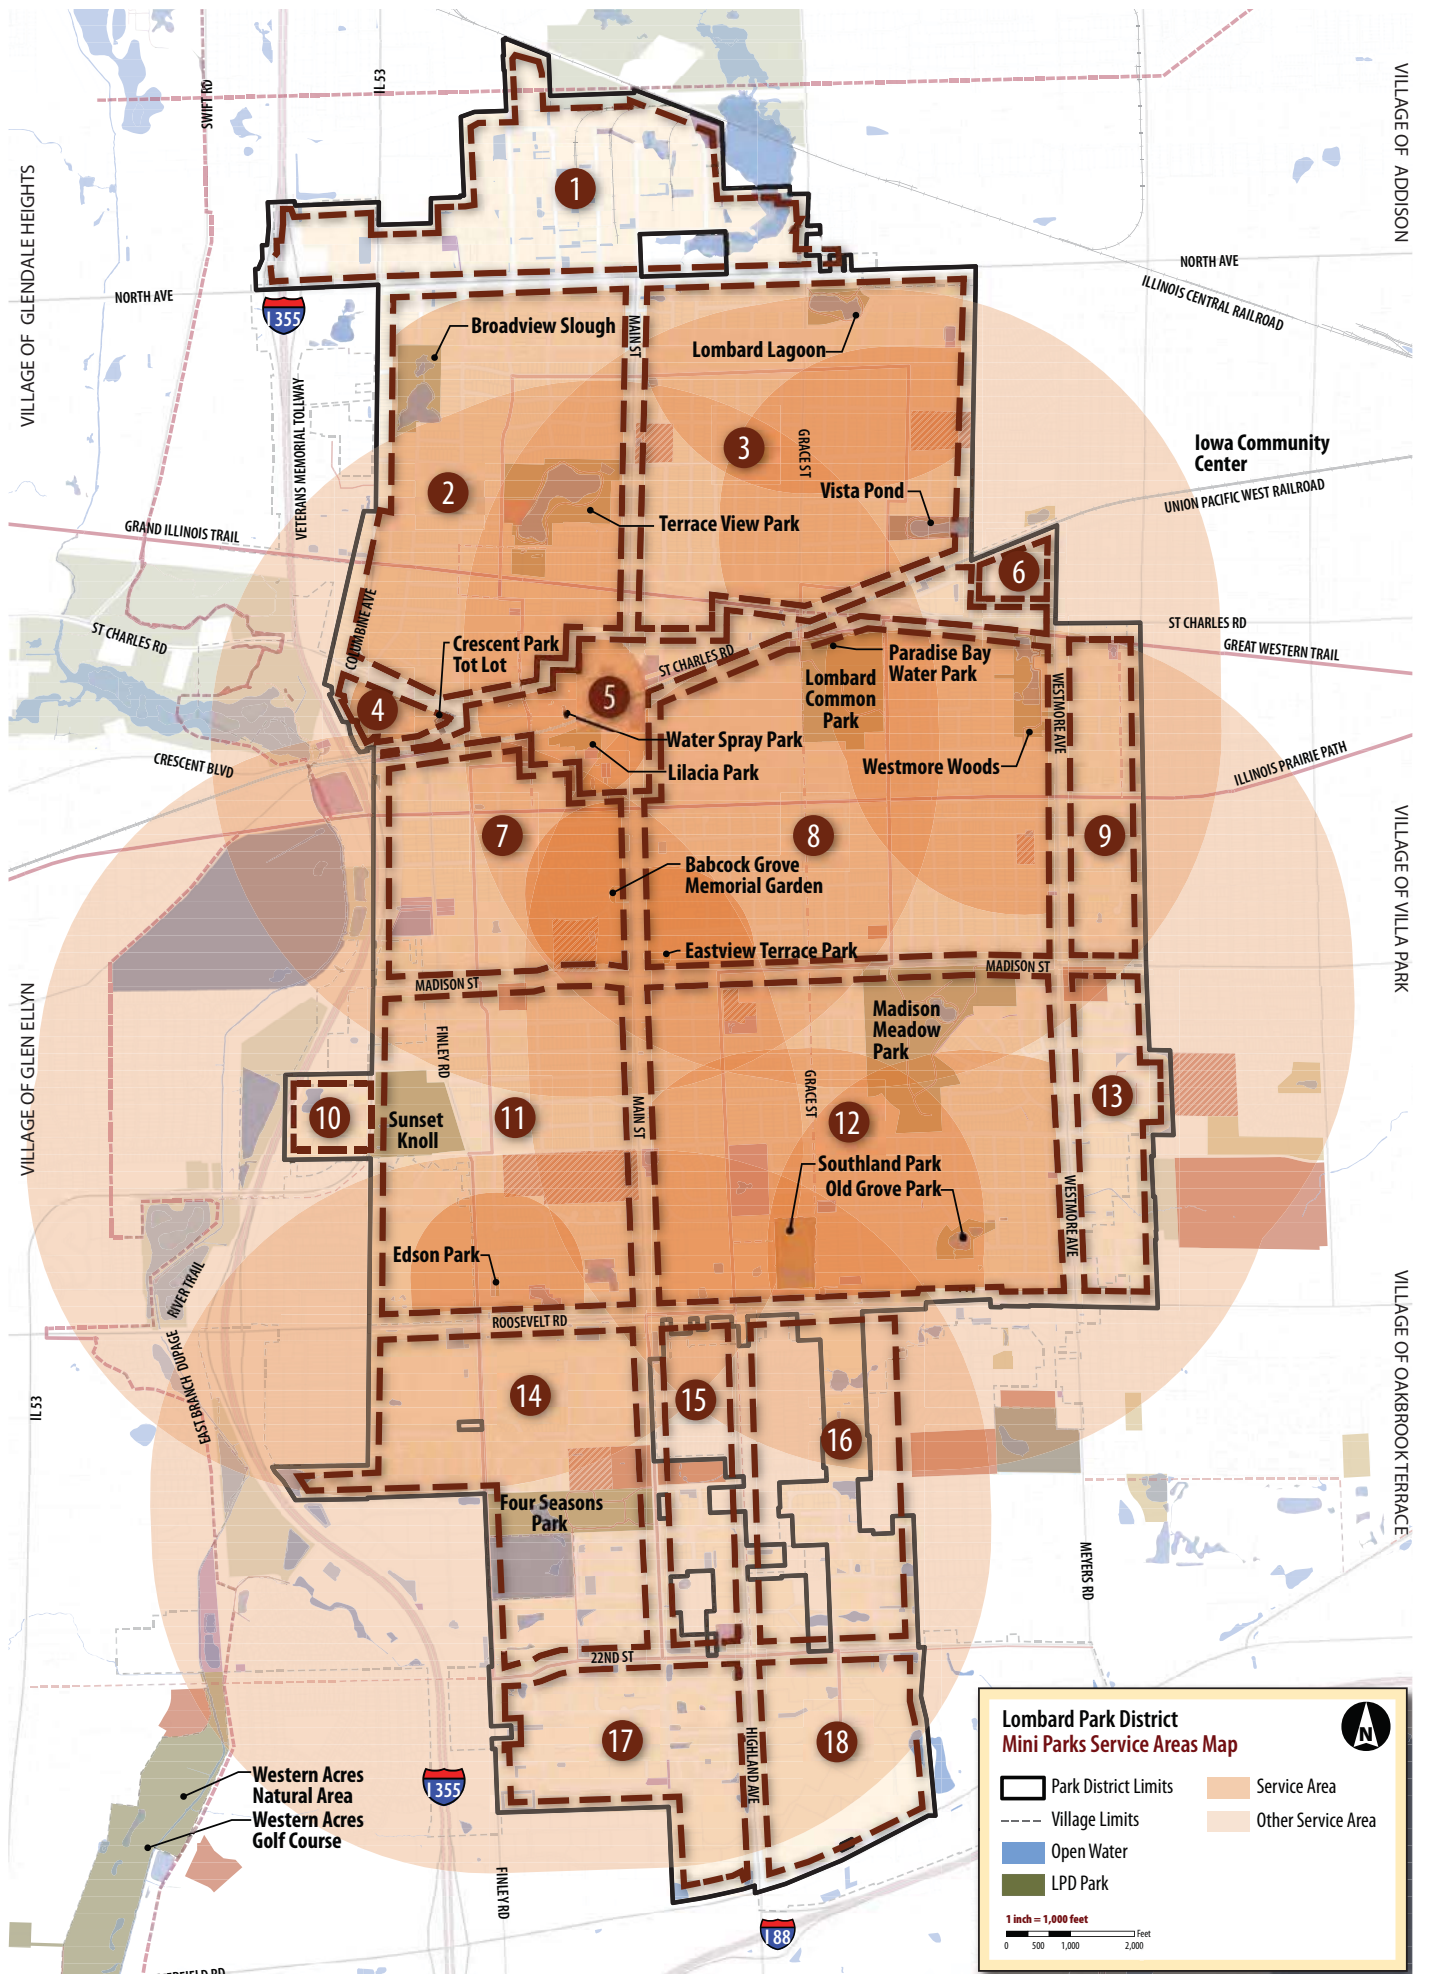 SWIFT RD
IL 53
VILLAGE OF ADDISON
VILLAGE OF GLENDALE HEIGHTS
1
NORTH AVE
ILLINOIS CENTRAL RAILROAD
NORTH AVE
I 355
Broadview Slough
MAIN ST
Lombard Lagoon
VETERANS MEMORIAL TOLLWAY
3
GRACE ST
Iowa Community
Center
2
Vista Pond
UNION PACIFIC WEST RAILROAD
Terrace View Park
GRAND ILLINOIS TRAIL
6
COLUMBINE AVE
ST CHARLES RD
ST CHARLES RD
GREAT WESTERN TRAIL
Crescent Park
Tot Lot
ST CHARLES RD
Paradise Bay
Water Park
Lombard
Common
Park
5
4
WESTMORE AVE
Water Spray Park
Lilacia Park
Westmore Woods
CRESCENT BLVD
ILLINOIS PRAIRIE PATH
7
8
9
VILLAGE OF VILLA PARK
Babcock Grove
Memorial Garden
Eastview Terrace Park
MADISON ST
MADISON ST
VILLAGE OF GLEN ELLYN
Madison
Meadow
Park
FINLEY RD
GRACE ST
MAIN ST
10
Sunset
Knoll
11
12
13
Southland Park
Old Grove Park
WESTMORE AVE
Edson Park
RIVER TRAIL
EAST BRANCH DUPAGE
ROOSEVELT RD
VILLAGE OF OAKBROOK TERRACE
IL 53
14
15
16
Four Seasons
Park
MEYERS RD
22ND ST
17
18
HIGHLAND AVE
Western Acres
Natural Area
Western Acres
Golf Course
I 355
FINLEY RD
I 88
Lombard Park District
Mini Parks Service Areas Map
N
Park District Limits
Village Limits
Open Water
LPD Park
Service Area
Other Service Area
1 inch = 1,000 feet
Feet
0 500 1,000 2,000